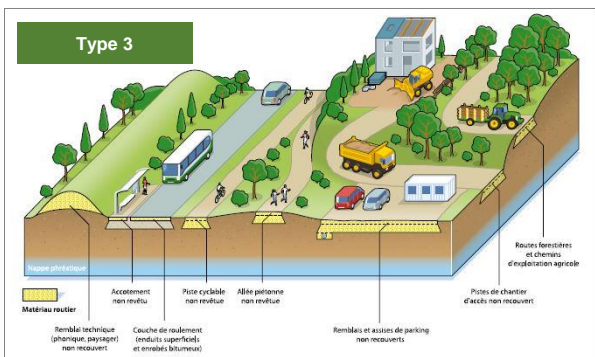 Type 3
Nappe phréatique
Matériau routier
Remblai technique
(phonique, paysager)
non recouvert
Accotement
non revêtu
Couche de roulement
(enduits superficiels
et enrobés bitumeux)
Piste cyclable
non revêtue
Allée piétonne
non revêtue
Remblais et assises de parking
non recouverts
Pistes de chantier
d'accès non recouvert
Routes forestières
et chemins
d'exploitation agricole